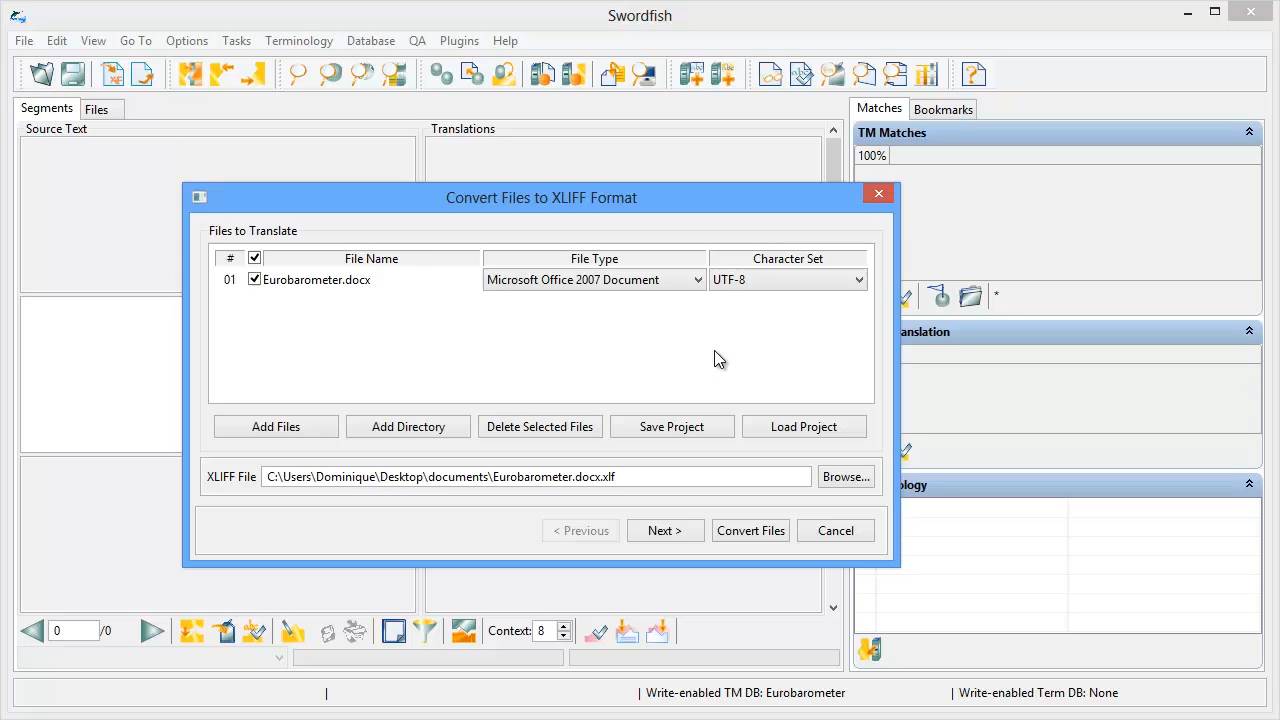 Swordfish
File Edit View Go To Options Tasks Terminology Database QA Plugins Help
Segments Files
Matches Bookmarks
Source Text
Translations
TM Matches
100%
Convert Files to XLIFF Format
Files to Translate
# File Name File Type Character Set
01 Eurobarometer.docx Microsoft Office 2007 Document UTF-8
*
anslation
Add Files Add Directory Delete Selected Files Save Project Load Project
XLIFF File C:\Users\Dominique\Desktop\documents\Eurobarometer.docx.xlf Browse...
ology
< Previous Next > Convert Files Cancel
0 /0 Context: 8
| | Write-enabled TM DB: Eurobarometer | Write-enabled Term DB: None